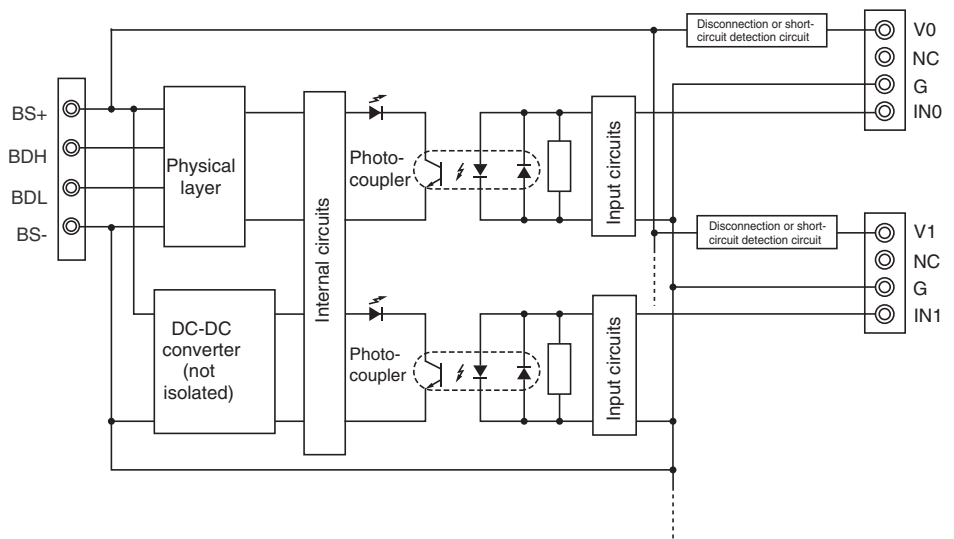 Disconnection or short-
circuit detection circuit
V0
NC
G
IN0
BS+
BDH
BDL
BS-
Physical
layer
Internal circuits
Photo-
coupler
Input circuits
Disconnection or short-
circuit detection circuit
V1
NC
G
IN1
DC-DC
converter
(not
isolated)
Photo-
coupler
Input circuits